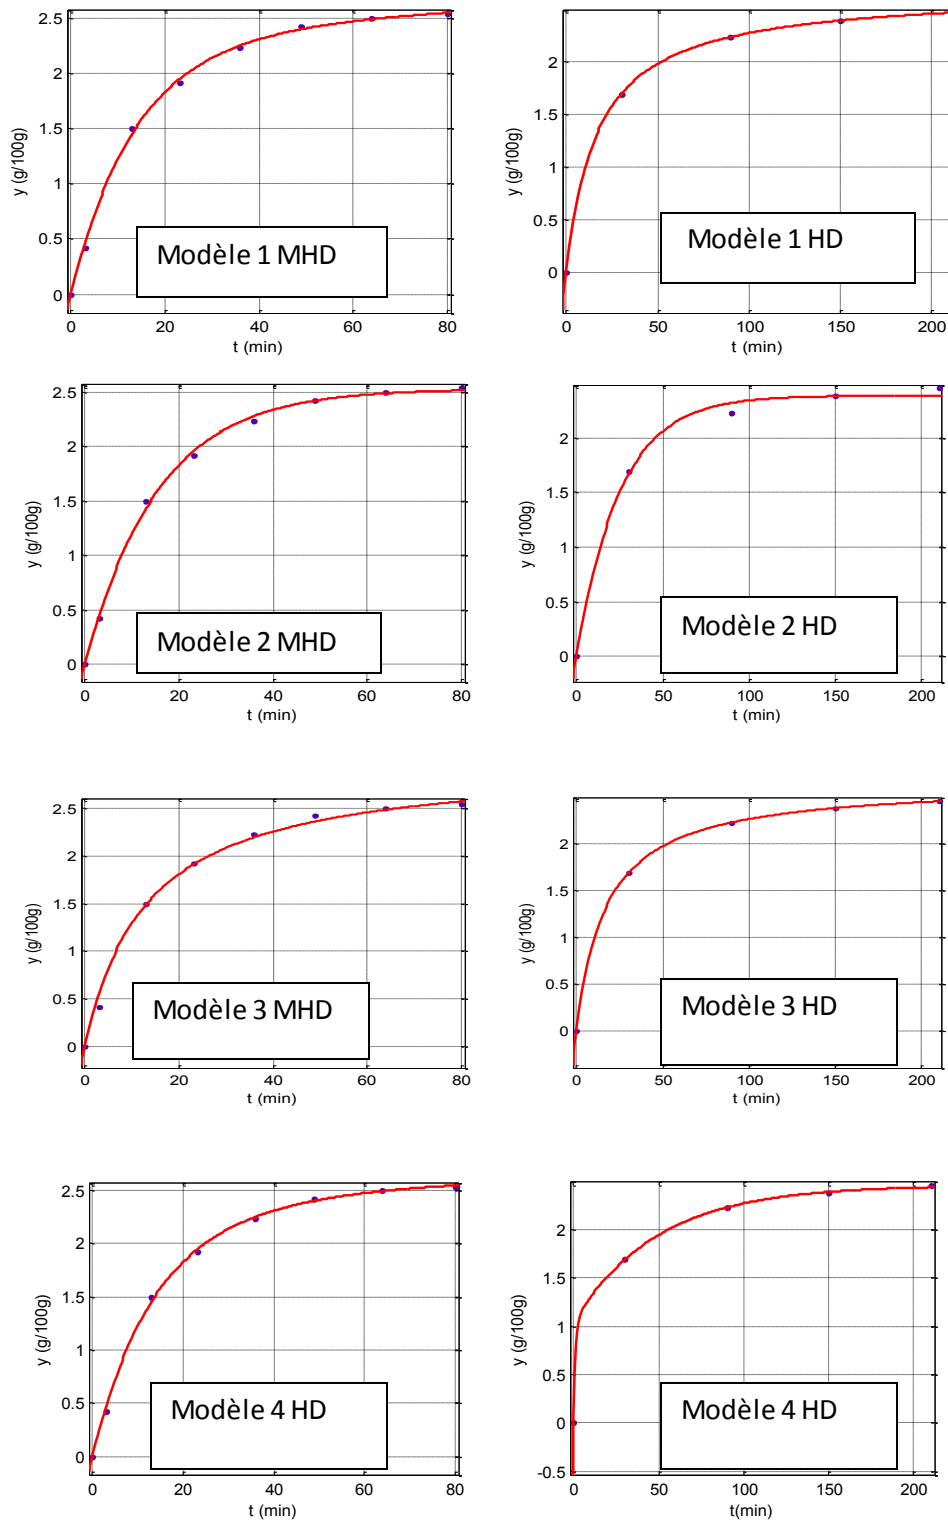 2.5
2
1.5
1
0.5
0
y (g/100g)
Modèle 1 MHD
0 20 40 60 80
t (min)
2
1.5
1
0.5
0
y (g/100g)
Modèle 1 HD
0 50 100 150 200
t (min)
2.5
2
1.5
1
0.5
0
y (g/100g)
Modèle 2 MHD
0 20 40 60 80
t (min)
2
1.5
1
0.5
0
y (g/100g)
Modèle 2 HD
0 50 100 150 200
t (min)
2.5
2
1.5
1
0.5
0
y (g/100g)
Modèle 3 MHD
0 20 40 60 80
t (min)
2
1.5
1
0.5
0
y (g/100g)
Modèle 3 HD
0 50 100 150 200
t (min)
2.5
2
1.5
1
0.5
0
y (g/100g)
Modèle 4 HD
0 20 40 60 80
t (min)
2
1.5
1
0.5
0
-0.5
y (g/100g)
Modèle 4 HD
0 50 100 150 200
t(min)